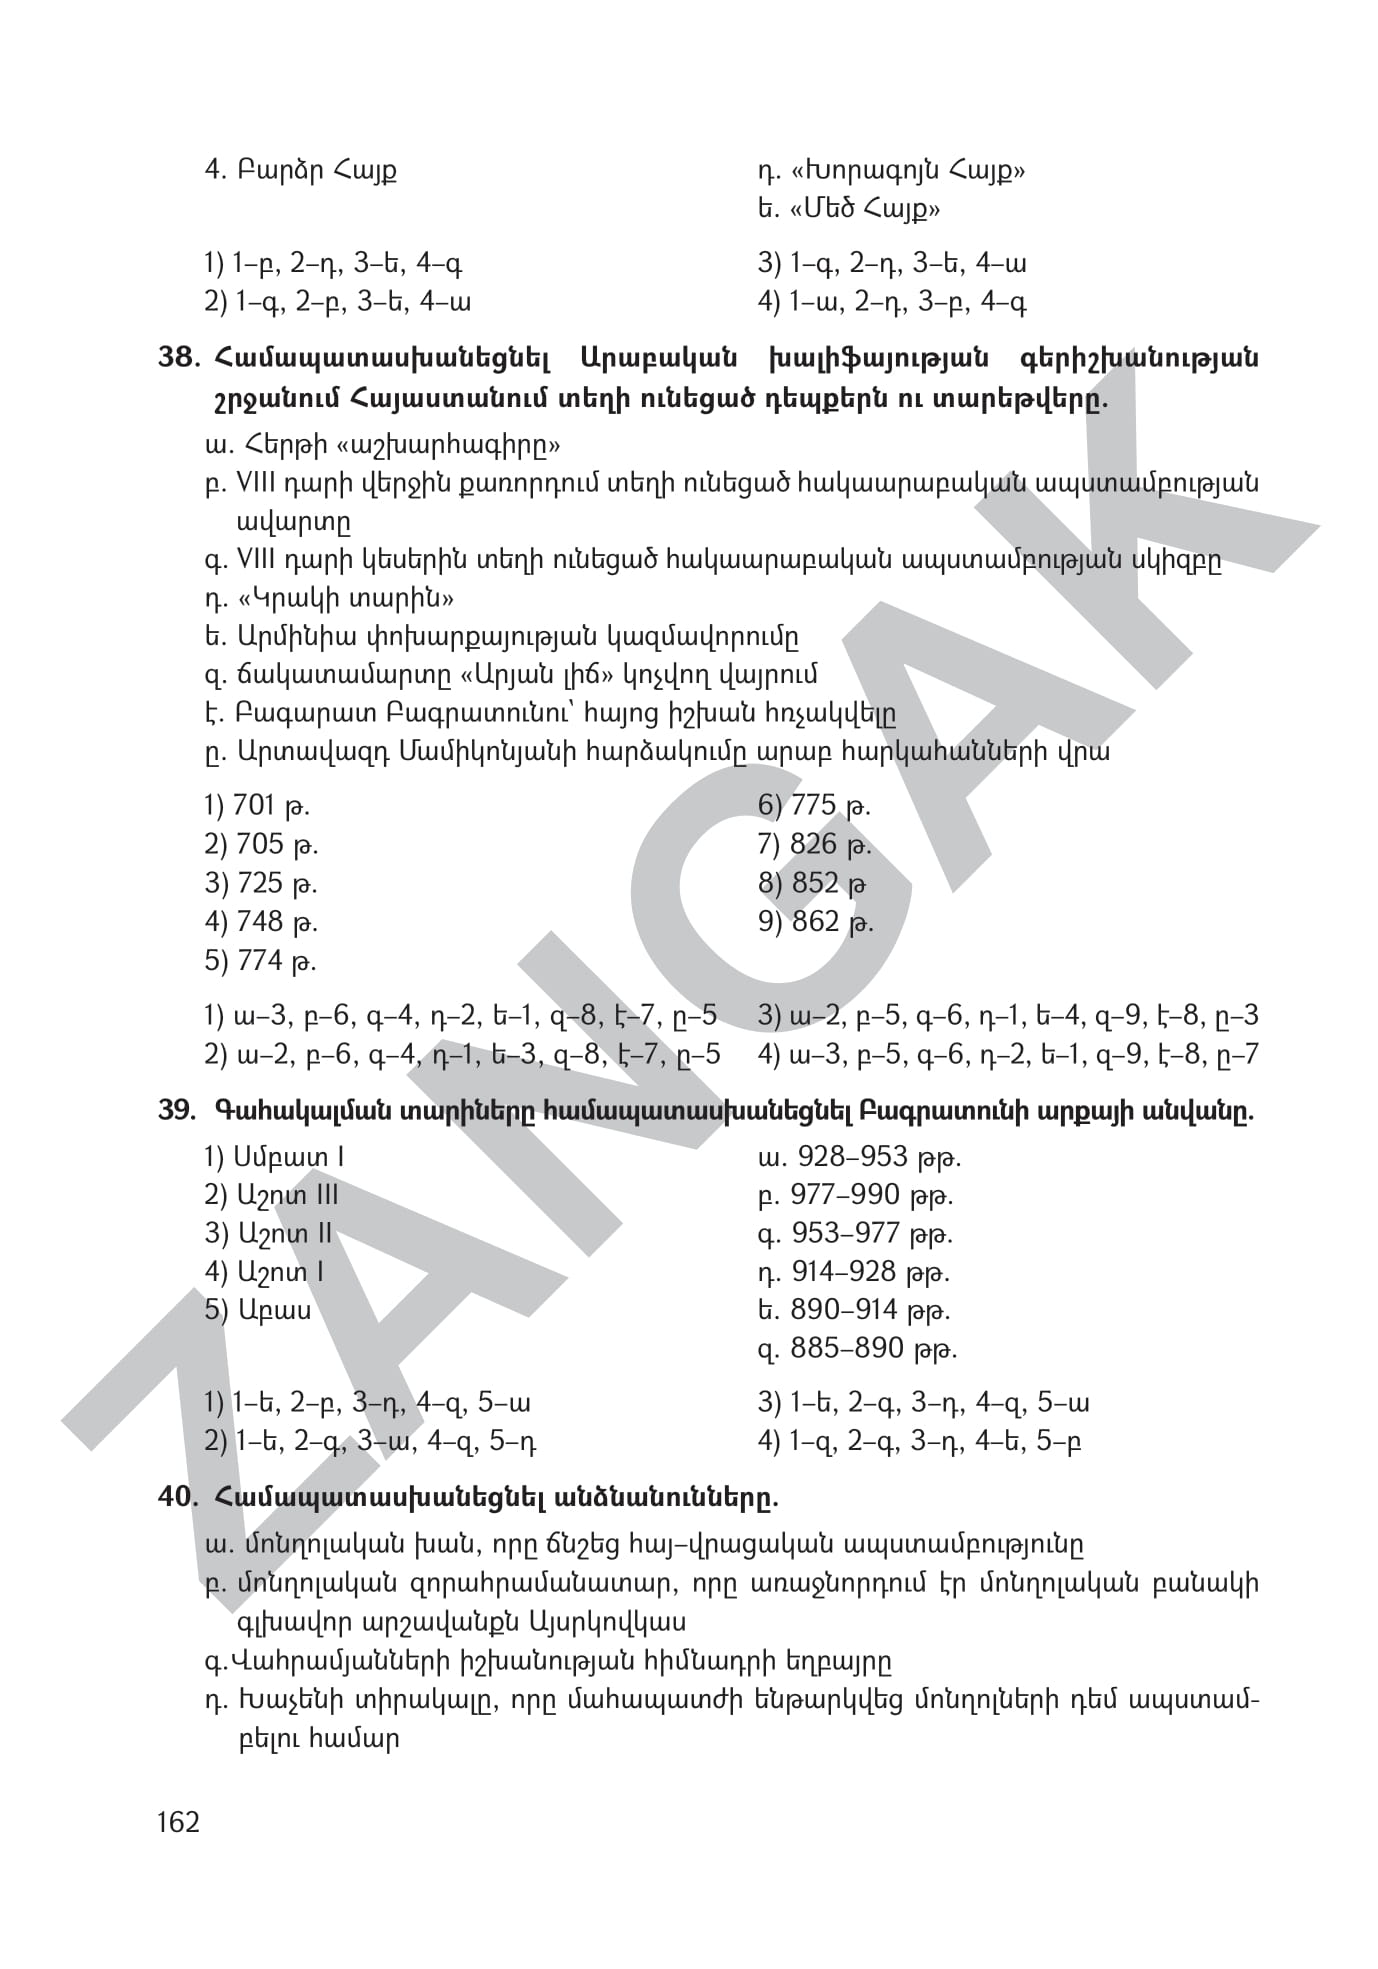 4. Բարձր Հայք
դ. «Խորագոյն Հայք»
ե. «Մեծ Հայք»
1) 1–բ, 2–դ, 3–ե, 4–գ
3) 1–գ, 2–դ, 3–ե, 4–ա
2) 1–գ, 2–բ, 3–ե, 4–ա
4) 1–ա, 2–դ, 3–բ, 4–գ
38. Համապատասխանեցնել Արաբական խալիֆայության գերիշխանության
շրջանում Հայաստանում տեղի ունեցած դեպքերն ու տարեթվերը.
ա. Հերթի «աշխարհագիրը»
բ. VIII դարի վերջին քառորդում տեղի ունեցած հակաարաբական ապստամբության
ավարտը
գ. VIII դարի կեսերին տեղի ունեցած հակաարաբական ապստամբության սկիզբը
դ. «Կրակի տարին»
ե. Արմինիա փոխարքայության կազմավորումը
զ. ճակատամարտը «Արյան լիճ» կոչվող վայրում
է. Բագարատ Բագրատունու՝ հայոց իշխան հռչակվելը
ը. Արտավազդ Մամիկոնյանի հարձակումը արաբ հարկահանների վրա
1) 701 թ.
6) 775 թ.
2) 705 թ.
7) 826 թ.
3) 725 թ.
8) 852 թ
4) 748 թ.
9) 862 թ.
5) 774 թ.
1) ա–3, բ–6, գ–4, դ–2, ե–1, զ–8, է–7, ը–5
3) ա–2, բ–5, գ–6, դ–1, ե–4, զ–9, է–8, ը–3
2) ա–2, բ–6, գ–4, դ–1, ե–3, զ–8, է–7, ը–5
4) ա–3, բ–5, գ–6, դ–2, ե–1, զ–9, է–8, ը–7
39. Գահակալման տարիները համապատասխանեցնել Բագրատունի արքայի անվանը.
1) Սմբատ I
ա. 928–953 թթ.
2) Աշոտ III
բ. 977–990 թթ.
3) Աշոտ II
գ. 953–977 թթ.
4) Աշոտ I
դ. 914–928 թթ.
5) Աբաս
ե. 890–914 թթ.
զ. 885–890 թթ.
1) 1–ե, 2–բ, 3–դ, 4–զ, 5–ա
3) 1–ե, 2–գ, 3–դ, 4–զ, 5–ա
2) 1–ե, 2–գ, 3–ա, 4–զ, 5–դ
4) 1–զ, 2–գ, 3–դ, 4–ե, 5–բ
40. Համապատասխանեցնել անձնանունները.
ա. մոնղոլական խան, որը ճնշեց հայ–վրացական ապստամբությունը
բ. մոնղոլական զորահրամանատար, որը առաջնորդում էր մոնղոլական բանակի
գլխավոր արշավանքն Այսրկովկաս
գ.Վահրամյանների իշխանության հիմնադրի եղբայրը
դ. Խաչենի տիրակալը, որը մահապատժի ենթարկվեց մոնղոլների դեմ ապստամ-
բելու համար
162
ZANGAK